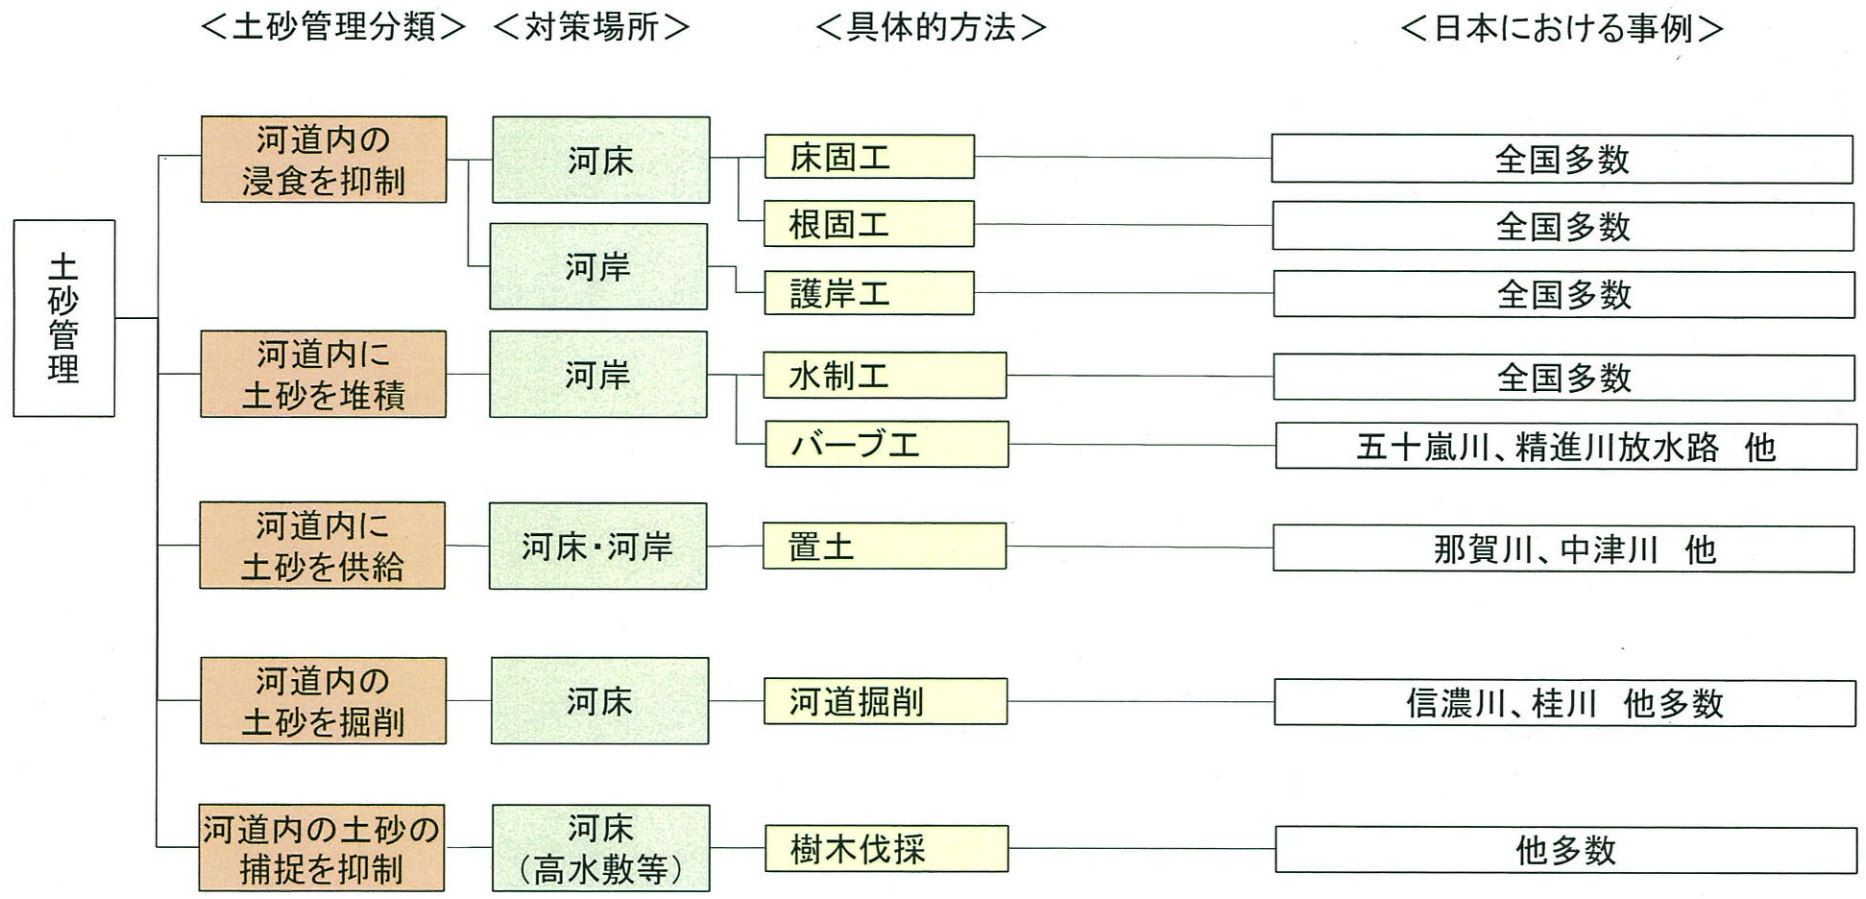 ＜土砂管理分類＞ ＜対策場所＞ ＜具体的方法＞ ＜日本における事例＞
土砂管理
河道内の
浸食を抑制
河床
床固工
全国多数
根固工
全国多数
河岸
護岸工
全国多数
河道内に
土砂を堆積
河岸
水制工
全国多数
バーブ工
五十嵐川、精進川放水路 他
河道内に
土砂を供給
河床・河岸
置土
那賀川、中津川 他
河道内の
土砂を掘削
河床
河道掘削
信濃川、桂川 他多数
河道内の土砂の
捕捉を抑制
河床
（高水敷等）
樹木伐採
他多数